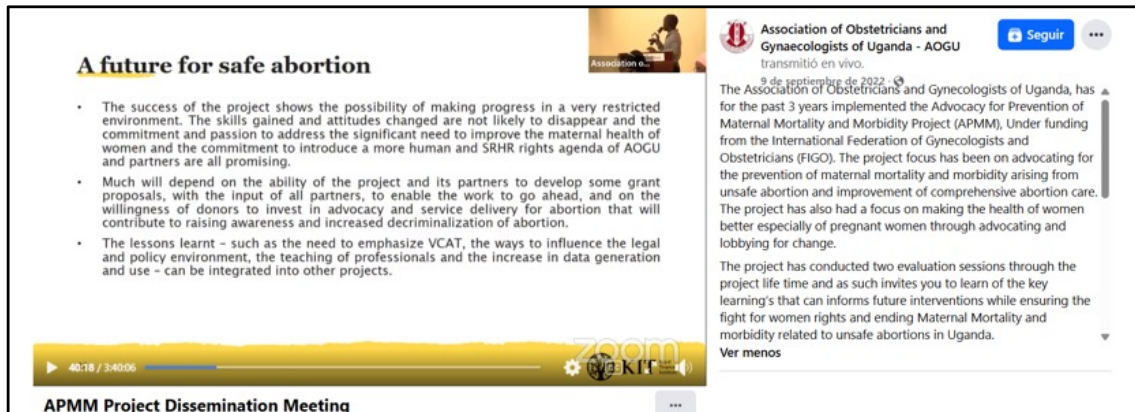 A future for safe abortion
• The success of the project shows the possibility of making progress in a very restricted
environment. The skills gained and attitudes changed are not likely to disappear and the
commitment and passion to address the significant need to improve the maternal health of
women and the commitment to introduce a more human and SRHR rights agenda of AOGU
and partners are all promising.
• Much will depend on the ability of the project and its partners to develop some grant
proposals, with the input of all partners, to enable the work to go ahead, and on the
willingness of donors to invest in advocacy and service delivery for abortion that will
contribute to raising awareness and increased decriminalization of abortion.
• The lessons learnt – such as the need to emphasize VCAT, the ways to influence the legal
and policy environment, the teaching of professionals and the increase in data generation
and use – can be integrated into other projects.
Association o...
zoom
40:18 / 3:40:06
KIT
APMM Project Dissemination Meeting
Association of Obstetricians and
Gynaecologists of Uganda - AOGU
transmitió en vivo.
9 de septiembre de 2022 ·
Seguir
The Association of Obstetricians and Gynecologists of Uganda, has
for the past 3 years implemented the Advocacy for Prevention of
Maternal Mortality and Morbidity Project (APMM), Under funding
from the International Federation of Gynecologists and
Obstetricians (FIGO). The project focus has been on advocating for
the prevention of maternal mortality and morbidity arising from
unsafe abortion and improvement of comprehensive abortion care.
The project has also had a focus on making the health of women
better especially of pregnant women through advocating and
lobbying for change.
The project has conducted two evaluation sessions through the
project life time and as such invites you to learn of the key
learning's that can informs future interventions while ensuring the
fight for women rights and ending Maternal Mortality and
morbidity related to unsafe abortions in Uganda.
Ver menos